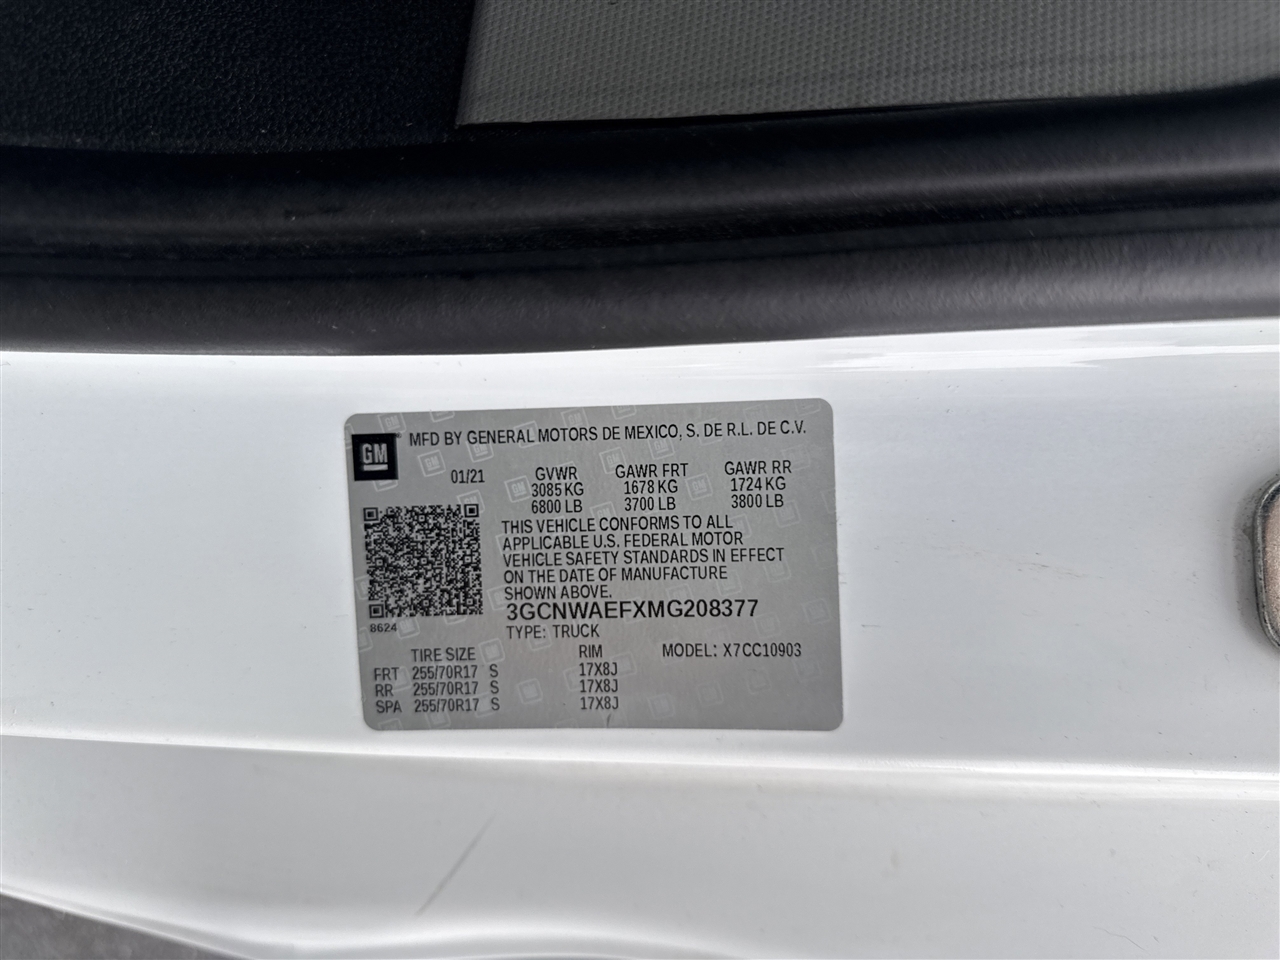 GM
MFD BY GENERAL MOTORS DE MEXICO, S. DE R.L. DE C.V.
01/21 GVWR GAWR FRT GAWR RR
3085 KG 1678 KG 1724 KG
6800 LB 3700 LB 3800 LB
THIS VEHICLE CONFORMS TO ALL
APPLICABLE U.S. FEDERAL MOTOR
VEHICLE SAFETY STANDARDS IN EFFECT
ON THE DATE OF MANUFACTURE
SHOWN ABOVE.
3GCNWAEFXMG208377
8624
TYPE: TRUCK
TIRE SIZE RIM MODEL: X7CC10903
FRT 255/70R17 S 17X8J
RR 255/70R17 S 17X8J
SPA 255/70R17 S 17X8J